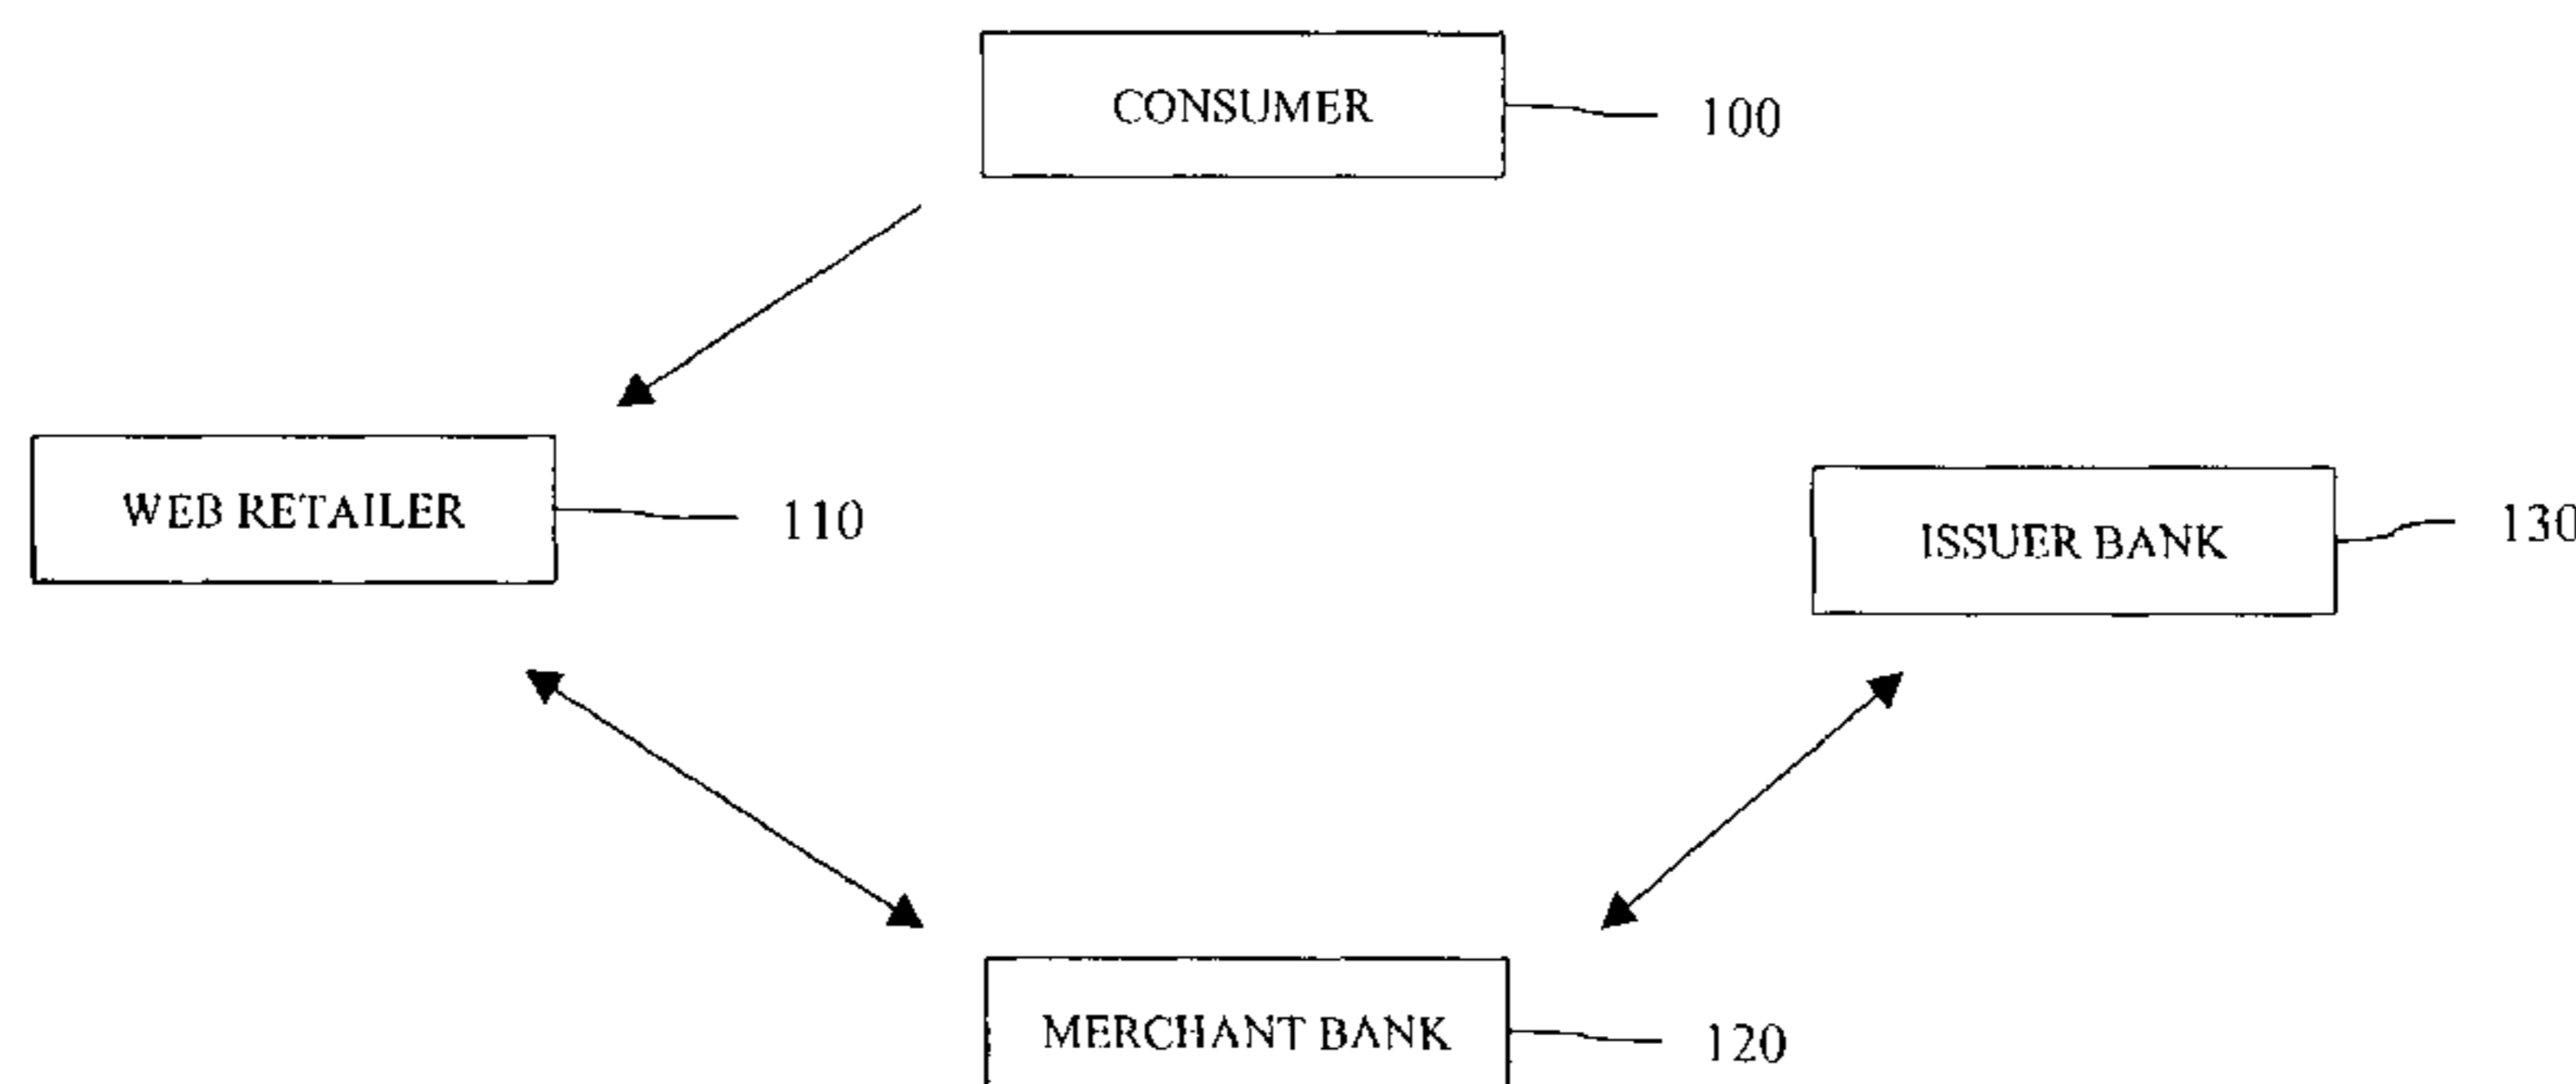 CONSUMER
100
WEB RETAILER
110
ISSUER BANK
130
MERCHANT BANK
120